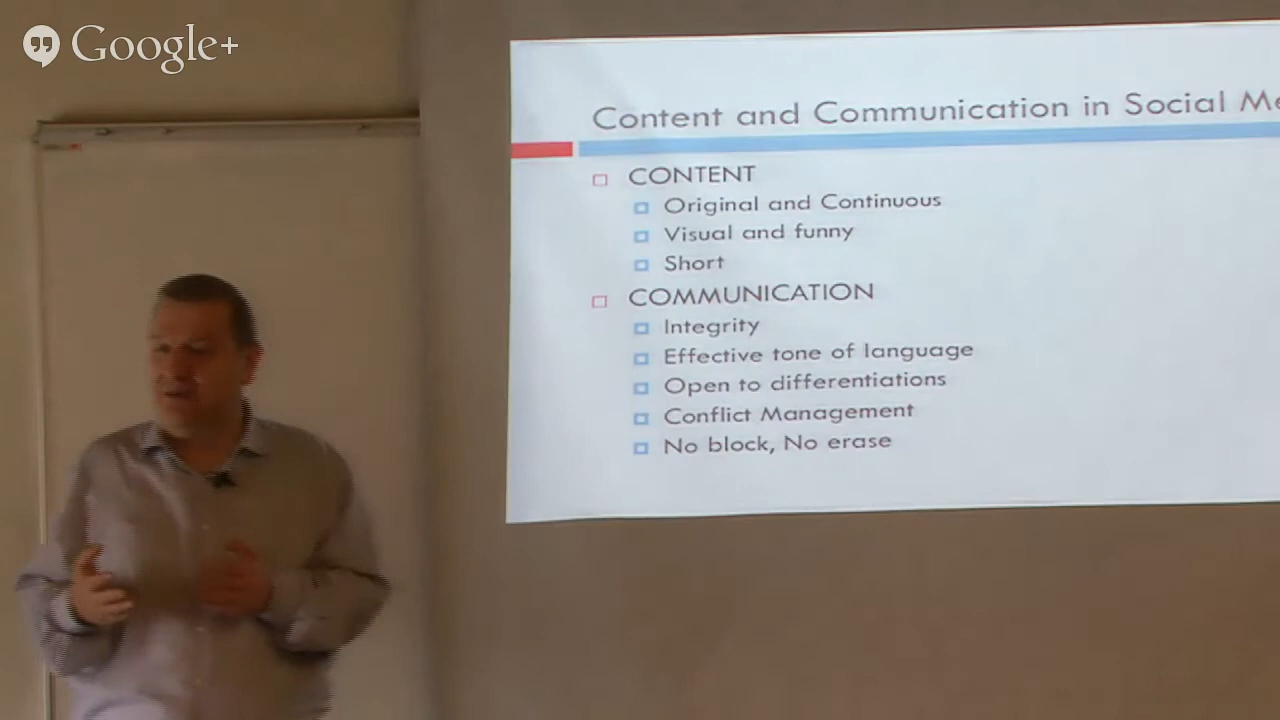 Google+
Content and Communication in Social Me
CONTENT
Original and Continuous
Visual and funny
Short
COMMUNICATION
Integrity
Effective tone of language
Open to differentiations
Conflict Management
No block, No erase